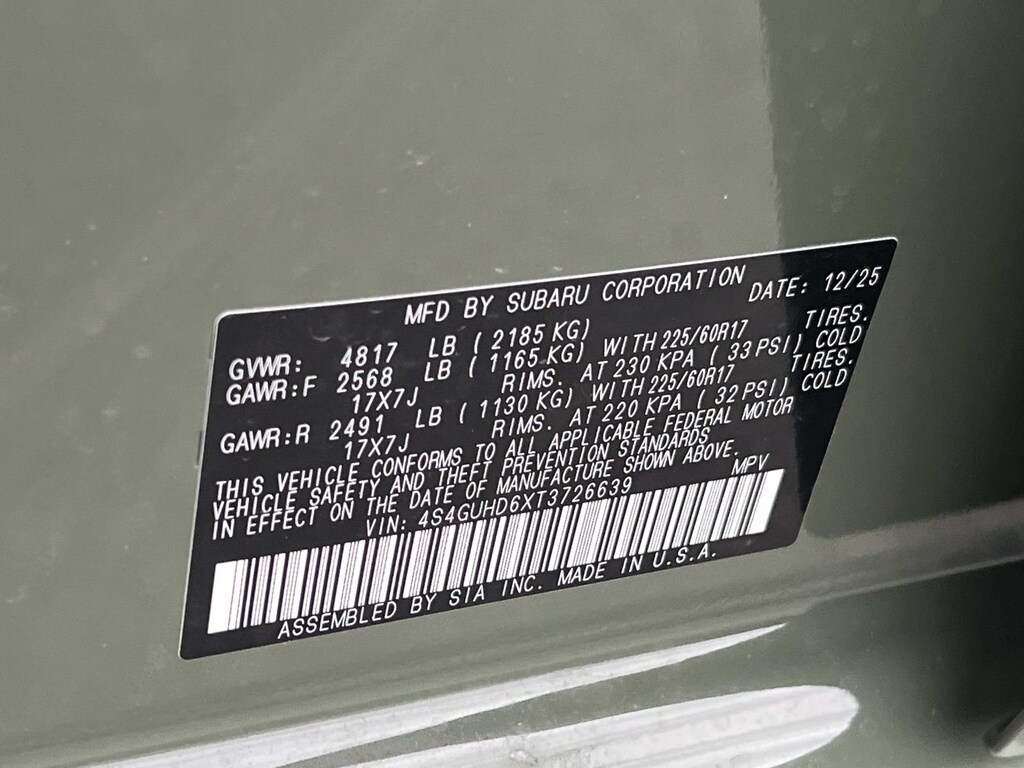 MFD BY SUBARU CORPORATION DATE: 12/25
GVWR: 4817 LB ( 2185 KG)
GAWR:F 2568 LB ( 1165 KG) WITH 225/60R17 TIRES.
17X7J RIMS. AT 230 KPA ( 33 PSI) COLD
GAWR:R 2491 LB ( 1130 KG) WITH 225/60R17 TIRES.
17X7J RIMS. AT 220 KPA ( 32 PSI) COLD
THIS VEHICLE CONFORMS TO ALL APPLICABLE FEDERAL MOTOR
VEHICLE SAFETY AND THEFT PREVENTION STANDARDS
IN EFFECT ON THE DATE OF MANUFACTURE SHOWN ABOVE.
VIN: 4S4GUHD6XT3726639 MPV
ASSEMBLED BY SIA INC. MADE IN U.S.A.